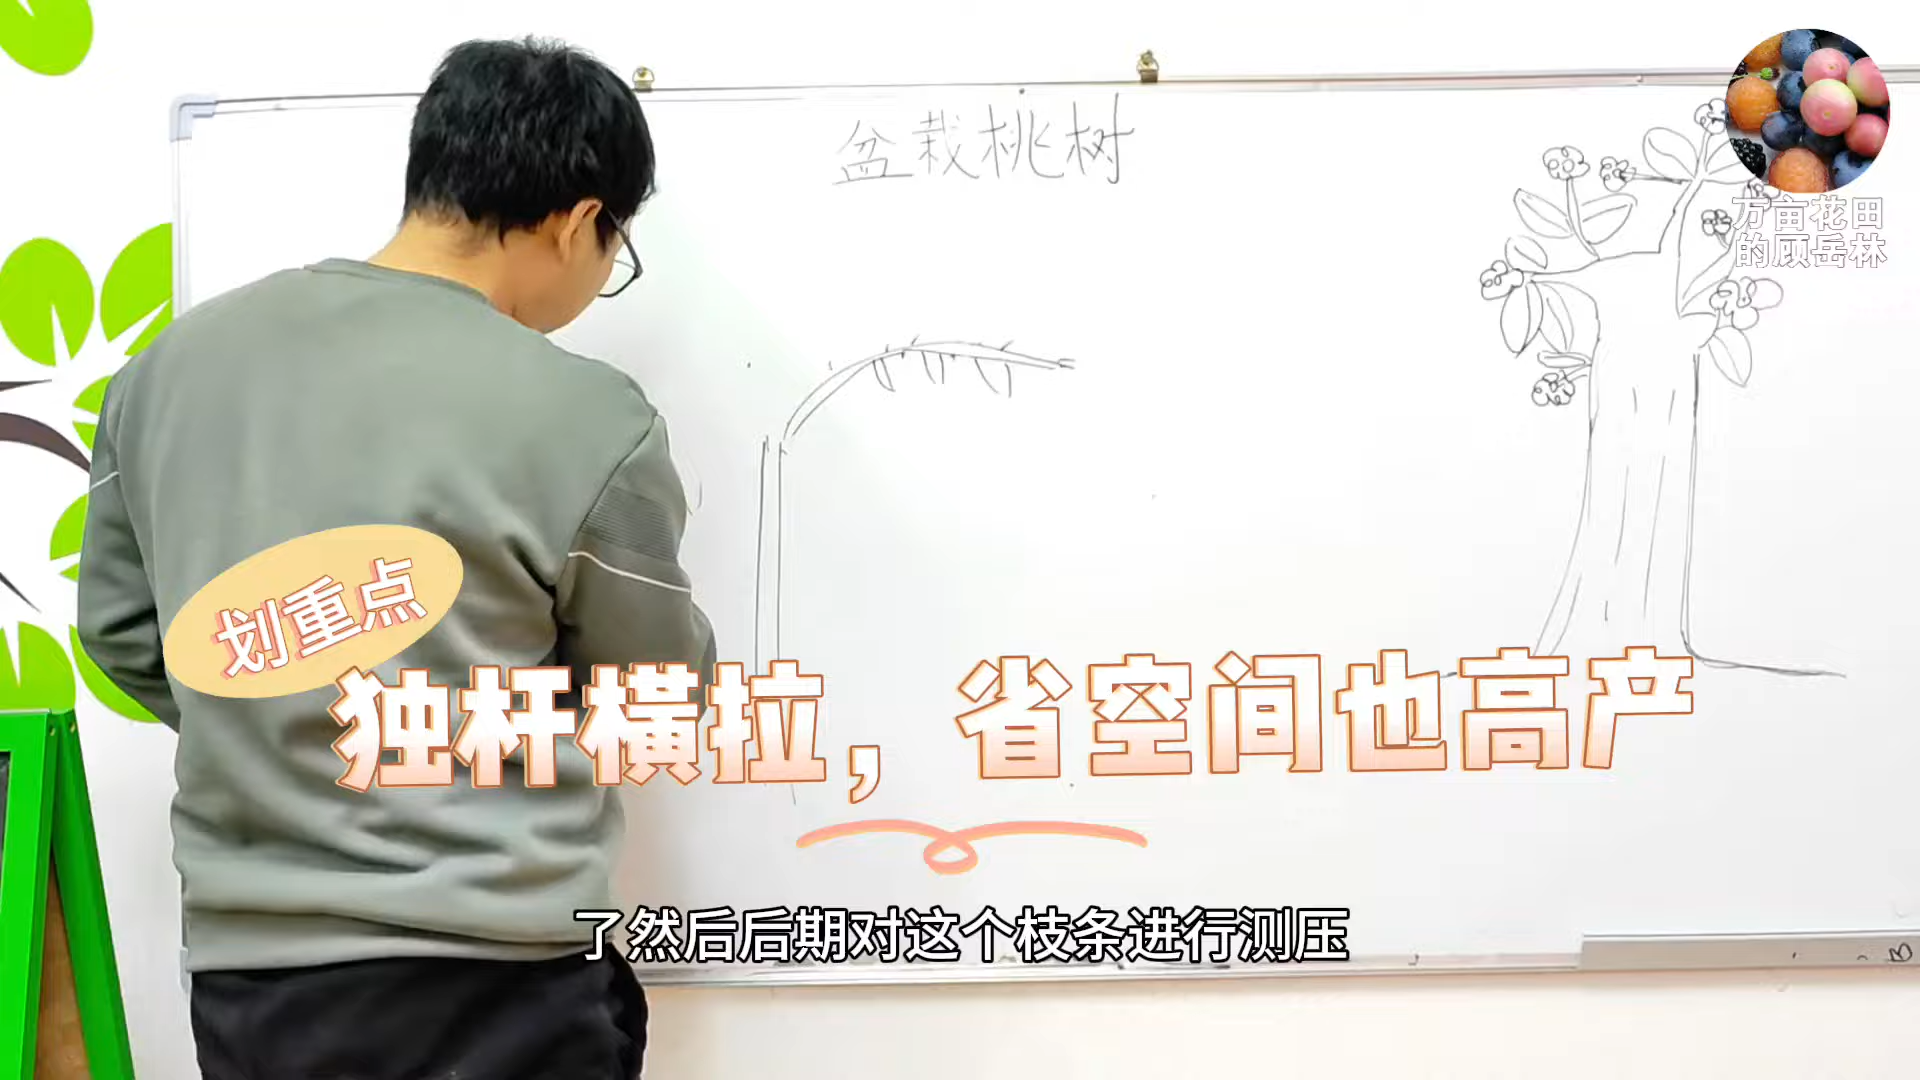 盆栽桃树
万亩花田
的顾岳林
划重点
独杆横拉，省空间也高产
了然后后期对这个枝条进行测压